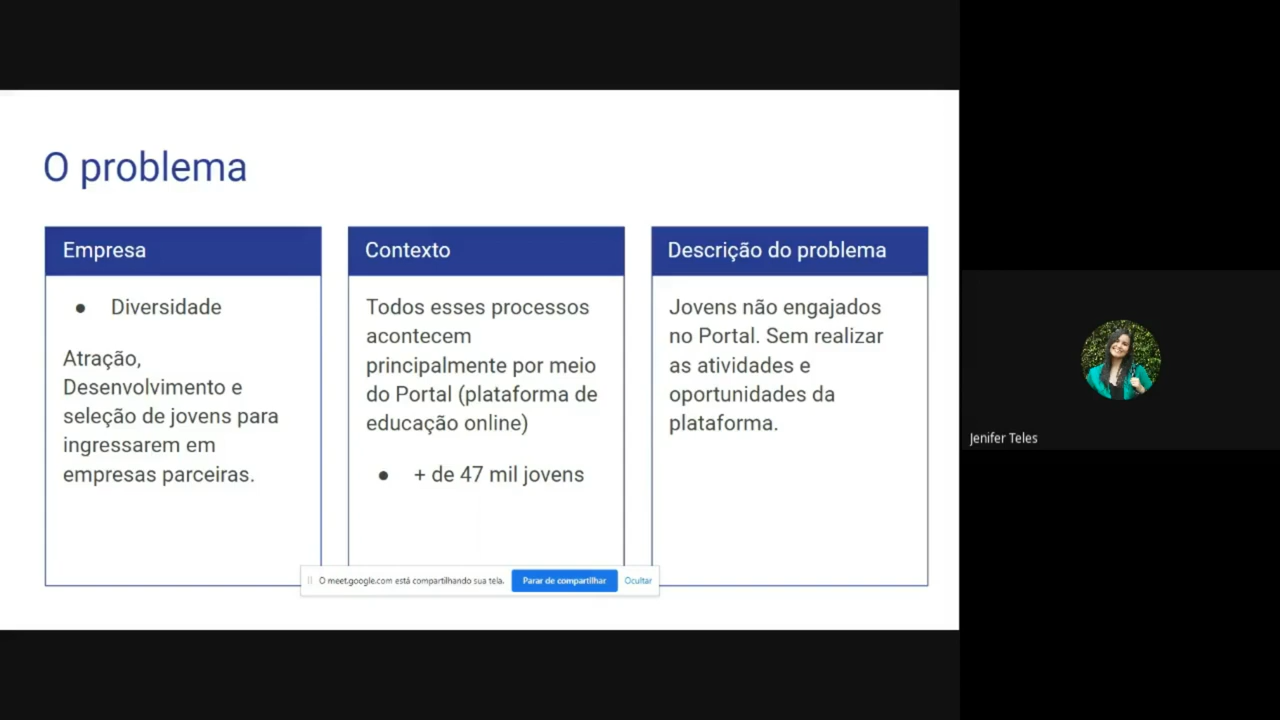 O problema
Empresa
● Diversidade
Atração,
Desenvolvimento e
seleção de jovens para
ingressarem em
empresas parceiras.
Contexto
Todos esses processos
acontecem
principalmente por meio
do Portal (plataforma de
educação online)
● + de 47 mil jovens
Descrição do problema
Jovens não engajados
no Portal. Sem realizar
as atividades e
oportunidades da
plataforma.
O meet.google.com está compartilhando sua tela.
Parar de compartilhar
Ocultar
Jenifer Teles